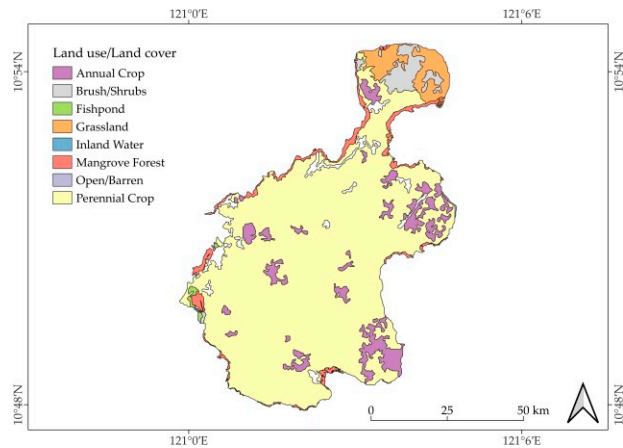 121°0'E 121°6'E
Land use/Land cover
Annual Crop
Brush/Shrubs
Fishpond
Grassland
Inland Water
Mangrove Forest
Open/Barren
Perennial Crop
10°54'N 10°54'N
10°48'N 10°48'N
0 25 50 km
121°0'E 121°6'E